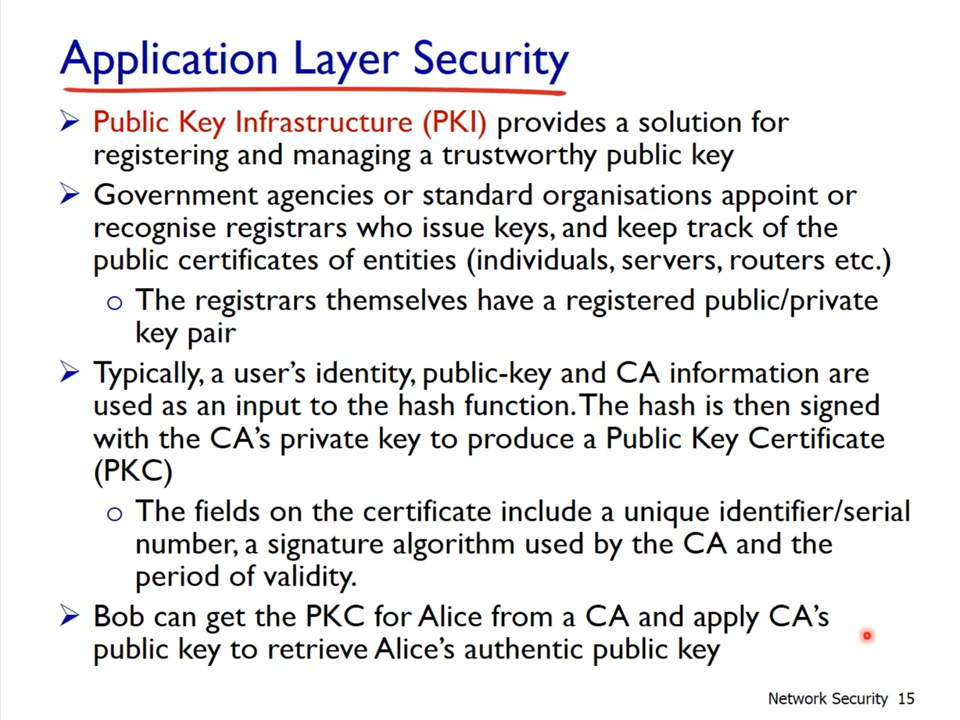 Application Layer Security
➢ Public Key Infrastructure (PKI) provides a solution for
registering and managing a trustworthy public key
➢ Government agencies or standard organisations appoint or
recognise registrars who issue keys, and keep track of the
public certificates of entities (individuals, servers, routers etc.)
o The registrars themselves have a registered public/private
key pair
➢ Typically, a user's identity, public-key and CA information are
used as an input to the hash function. The hash is then signed
with the CA's private key to produce a Public Key Certificate
(PKC)
o The fields on the certificate include a unique identifier/serial
number, a signature algorithm used by the CA and the
period of validity.
➢ Bob can get the PKC for Alice from a CA and apply CA's
public key to retrieve Alice's authentic public key
Network Security 15